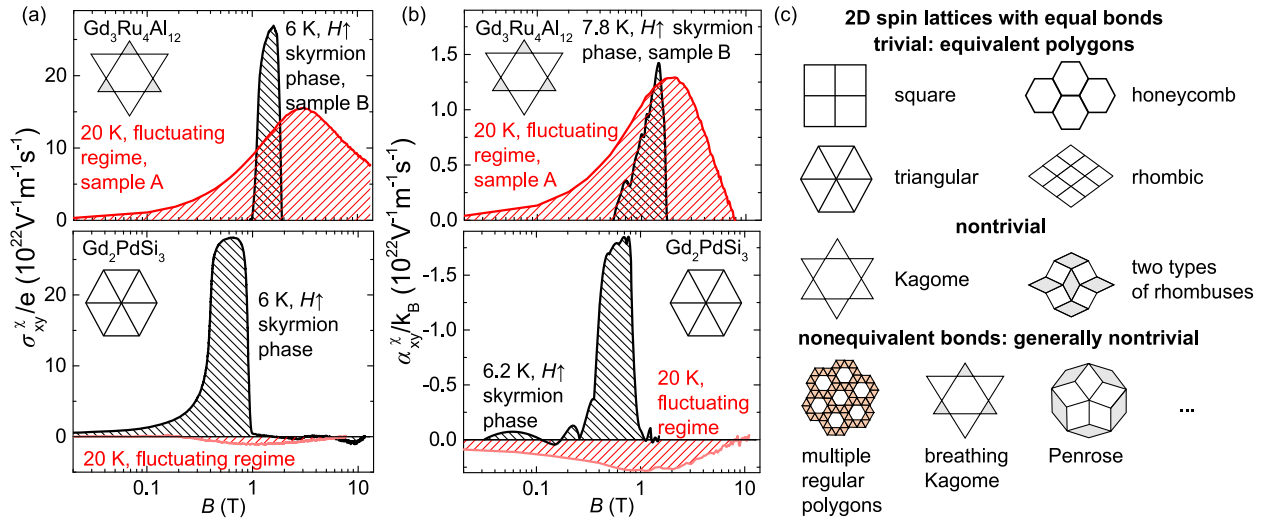 (a)
Gd3Ru4Al12
6 K, H↑
skyrmion
phase,
sample B
20 K, fluctuating
regime,
sample A
20
10
0
Gd2PdSi3
6 K, H↑
skyrmion
phase
20 K, fluctuating regime
20
10
0
0.1
1
10
B (T)
σχxy/e (10²²V⁻¹m⁻¹s⁻¹)
(b)
Gd3Ru4Al12
7.8 K, H↑ skyrmion
phase, sample B
20 K, fluctuating
regime,
sample A
1.5
1.25
0.75
0
Gd2PdSi3
6.2 K, H↑
skyrmion
phase
20 K,
fluctuating
regime
-1.5
-1
-0.5
0.0
0.1
1
10
B (T)
αχxy/kB (10²²V⁻¹m⁻¹s⁻¹)
(c)
2D spin lattices with equal bonds
trivial: equivalent polygons
square
honeycomb
triangular
rhombic
nontrivial
Kagome
two types
of rhombuses
nonequivalent bonds: generally nontrivial
multiple
regular
polygons
breathing
Kagome
Penrose
...